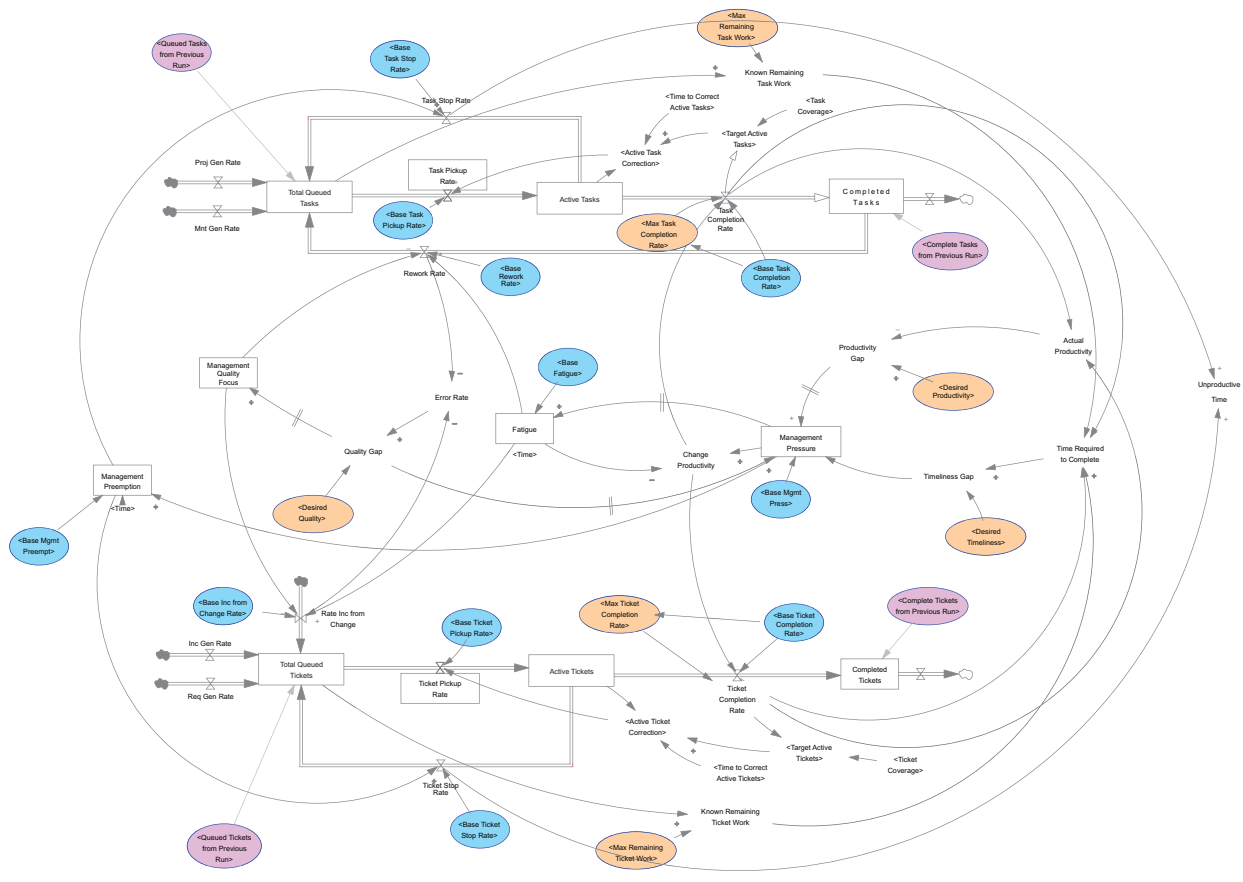 <Max
Remaining
Task Work>
<Queued Tasks
from Previous
Run>
<Base
Task Stop
Rate>
Known Remaining
Task Work
Task Stop Rate
<Time to Correct
Active Tasks>
<Task
Coverage>
<Target Active
Tasks>
<Active Task
Correction>
Proj Gen Rate
Task Pickup
Rate
Total Queued
Tasks
Active Tasks
Completed
Tasks
Mnt Gen Rate
<Base Task
Pickup Rate>
<Max Task
Completion
Rate>
Task
Completion
Rate
<Complete Tasks
from Previous Run>
Rework Rate
<Base
Rework
Rate>
<Base Task
Completion
Rate>
Actual
Productivity
Productivity
Gap
Management
Quality
Focus
<Base
Fatigue>
<Desired
Productivity>
Unproductive
Time
Error Rate
Fatigue
<Time>
Management
Pressure
Quality Gap
Change
Productivity
Time Required
to Complete
Management
Preemption
<Time>
Timeliness Gap
<Base Mgmt
Press>
<Desired
Quality>
<Desired
Timeliness>
<Base Mgmt
Preempt>
<Base Inc from
Change Rate>
Rate Inc from
Change
<Base Ticket
Pickup Rate>
<Max Ticket
Completion
Rate>
<Base Ticket
Completion
Rate>
<Complete Tickets
from Previous Run>
Inc Gen Rate
Total Queued
Tickets
Active Tickets
Completed
Tickets
Req Gen Rate
Ticket Pickup
Rate
Ticket
Completion
Rate
<Active Ticket
Correction>
<Target Active
Tickets>
<Time to Correct
Active Tickets>
<Ticket
Coverage>
Ticket Stop
Rate
Known Remaining
Ticket Work
<Base Ticket
Stop Rate>
<Queued Tickets
from Previous
Run>
<Max Remaining
Ticket Work>